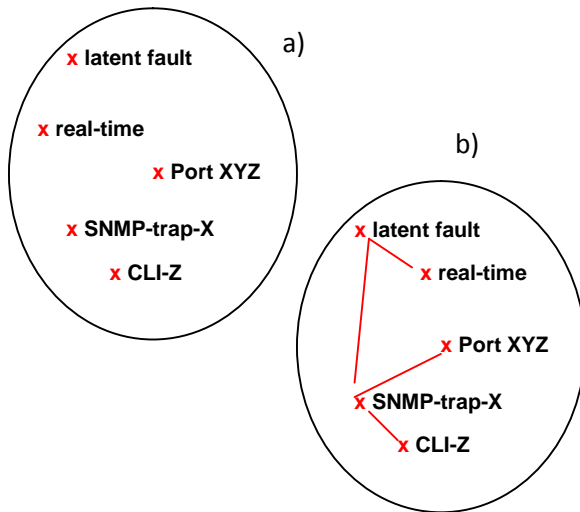 a)
x latent fault
x real-time
x Port XYZ
x SNMP-trap-X
x CLI-Z
b)
x latent fault
x real-time
x Port XYZ
x SNMP-trap-X
x CLI-Z